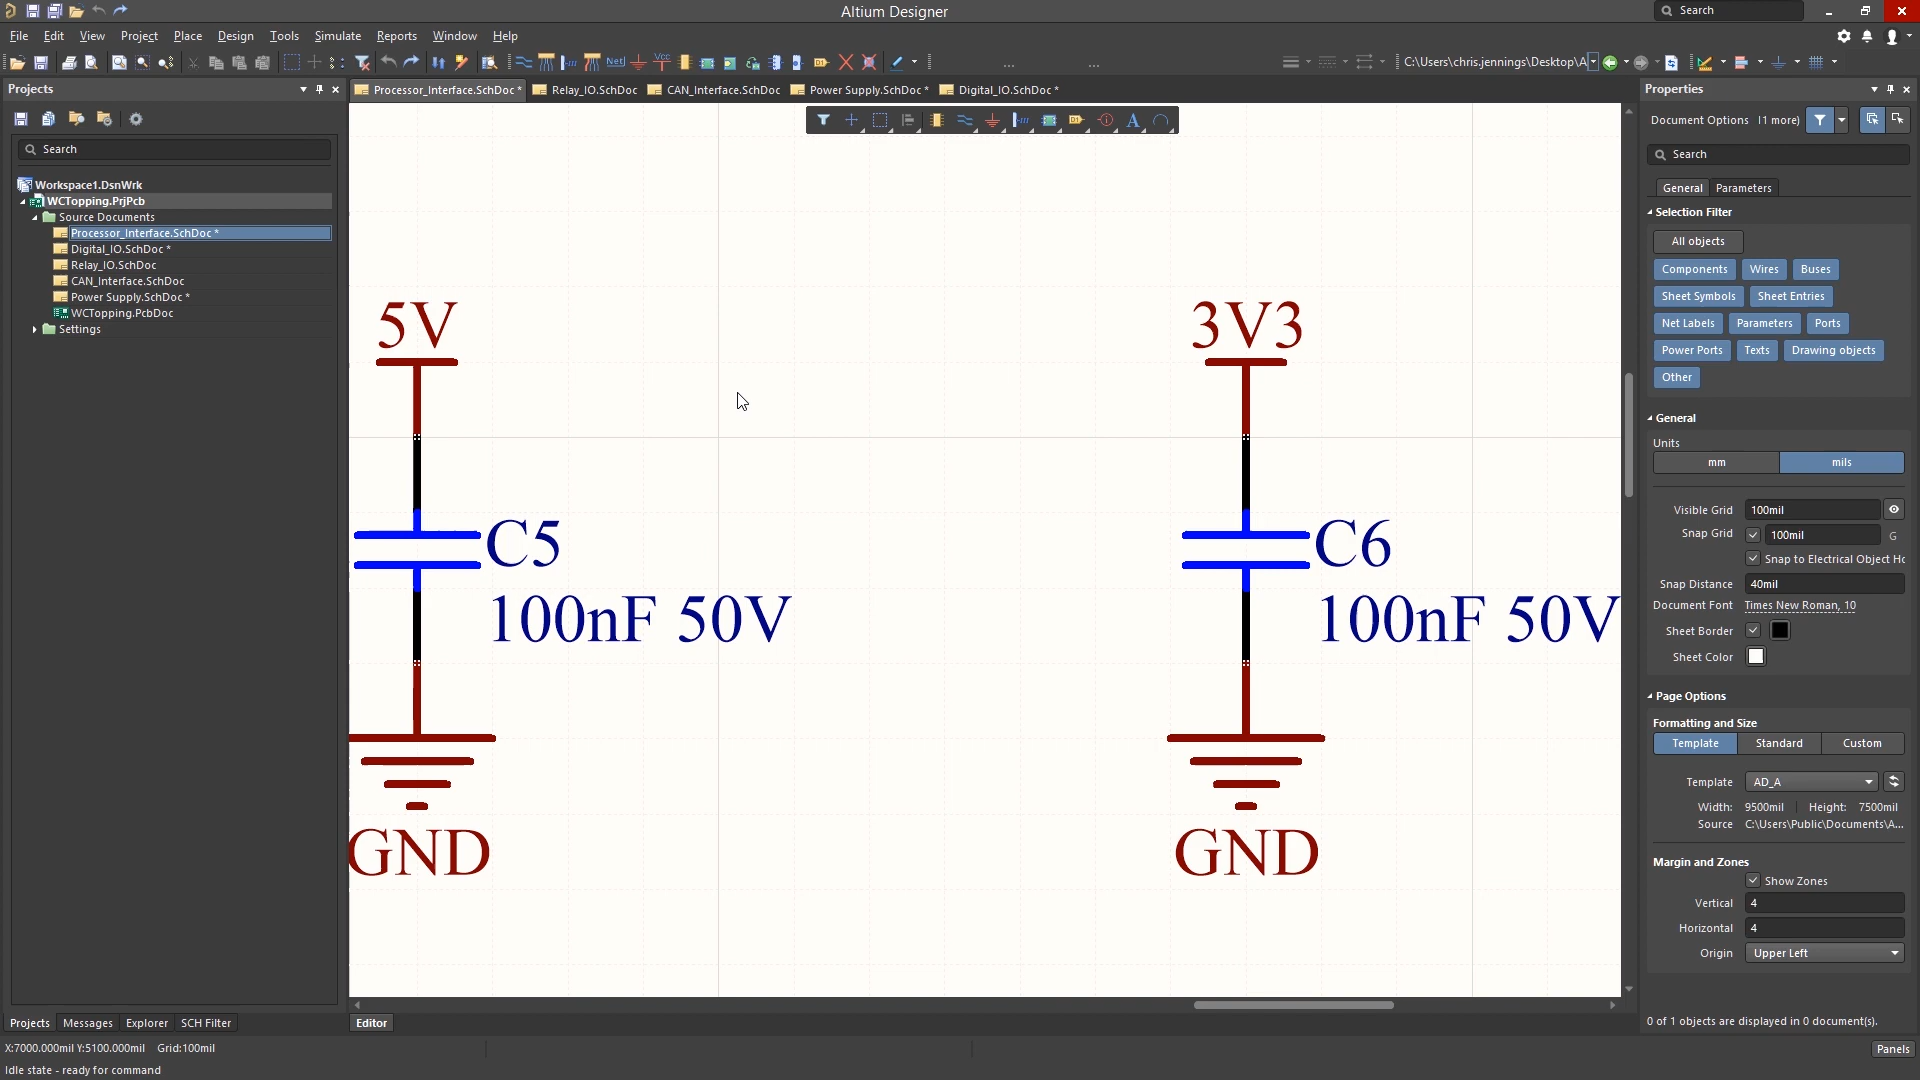 Altium Designer
Search
File Edit View Project Place Design Tools Simulate Reports Window Help
Net Vcc D1 ... ... C:\Users\chris.jennings\Desktop\A
Projects
Processor_Interface.SchDoc * Relay_IO.SchDoc CAN_Interface.SchDoc Power Supply.SchDoc * Digital_IO.SchDoc *
Properties
Document Options
Search
Search
General Parameters
Workspace1.DsnWrk
WCTopping.PrjPcb
Source Documents
Processor_Interface.SchDoc *
Digital_IO.SchDoc *
Relay_IO.SchDoc
CAN_Interface.SchDoc
Power Supply.SchDoc *
WCTopping.PcbDoc
Settings
5V
C5
100nF 50V
GND
3V3
C6
100nF 50V
GND
Selection Filter
All objects
Components Wires Buses
Sheet Symbols Sheet Entries
Net Labels Parameters Ports
Power Ports Texts Drawing objects
Other
General
Units
mm mils
Visible Grid 100mil
Snap Grid 100mil G
Snap to Electrical Object Hc
Snap Distance 40mil
Document Font Times New Roman, 10
Sheet Border
Sheet Color
Page Options
Formatting and Size
Template Standard Custom
Template AD_A
Width: 9500mil Height: 7500mil
Source C:\Users\Public\Documents\A...
Margin and Zones
Show Zones
Vertical 4
Horizontal 4
Origin Upper Left
0 of 1 objects are displayed in 0 document(s).
Projects Messages Explorer SCH Filter
Editor
X:7000.000mil Y:5100.000mil Grid:100mil
Panels
Idle state - ready for command